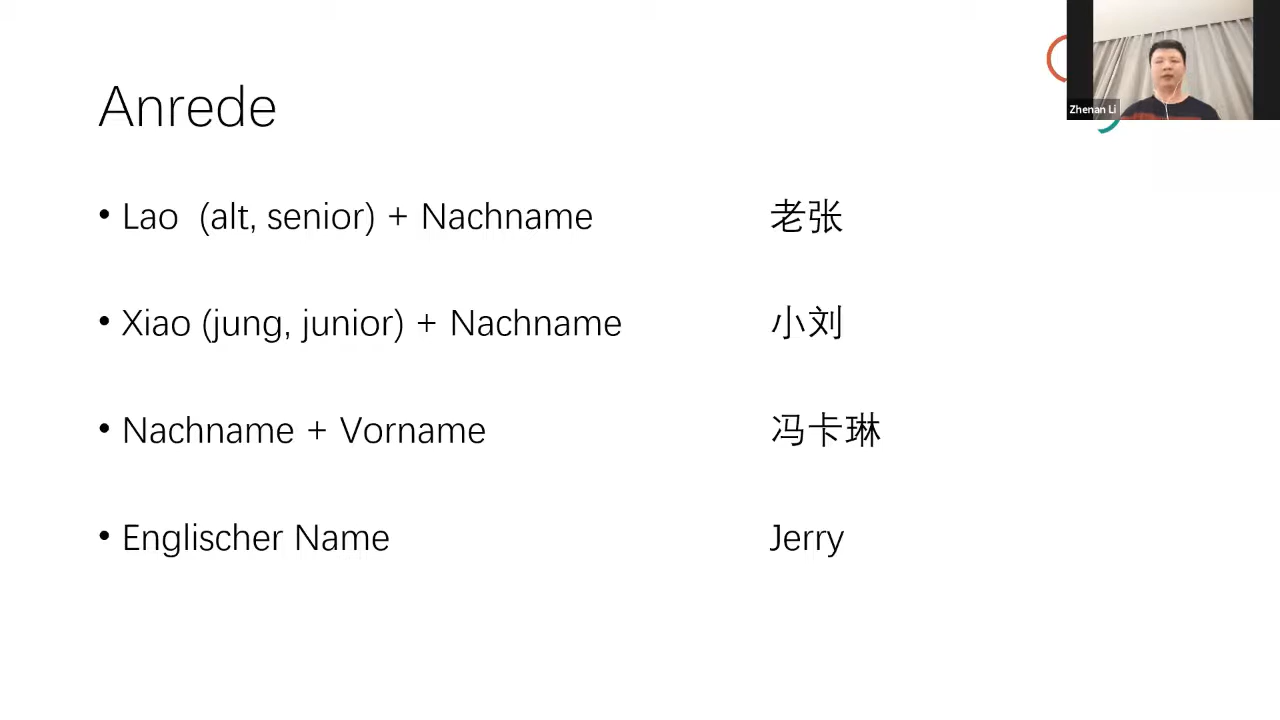 Anrede
Zhenan Li
• Lao (alt, senior) + Nachname 老张
• Xiao (jung, junior) + Nachname 小刘
• Nachname + Vorname 冯卡琳
• Englischer Name Jerry